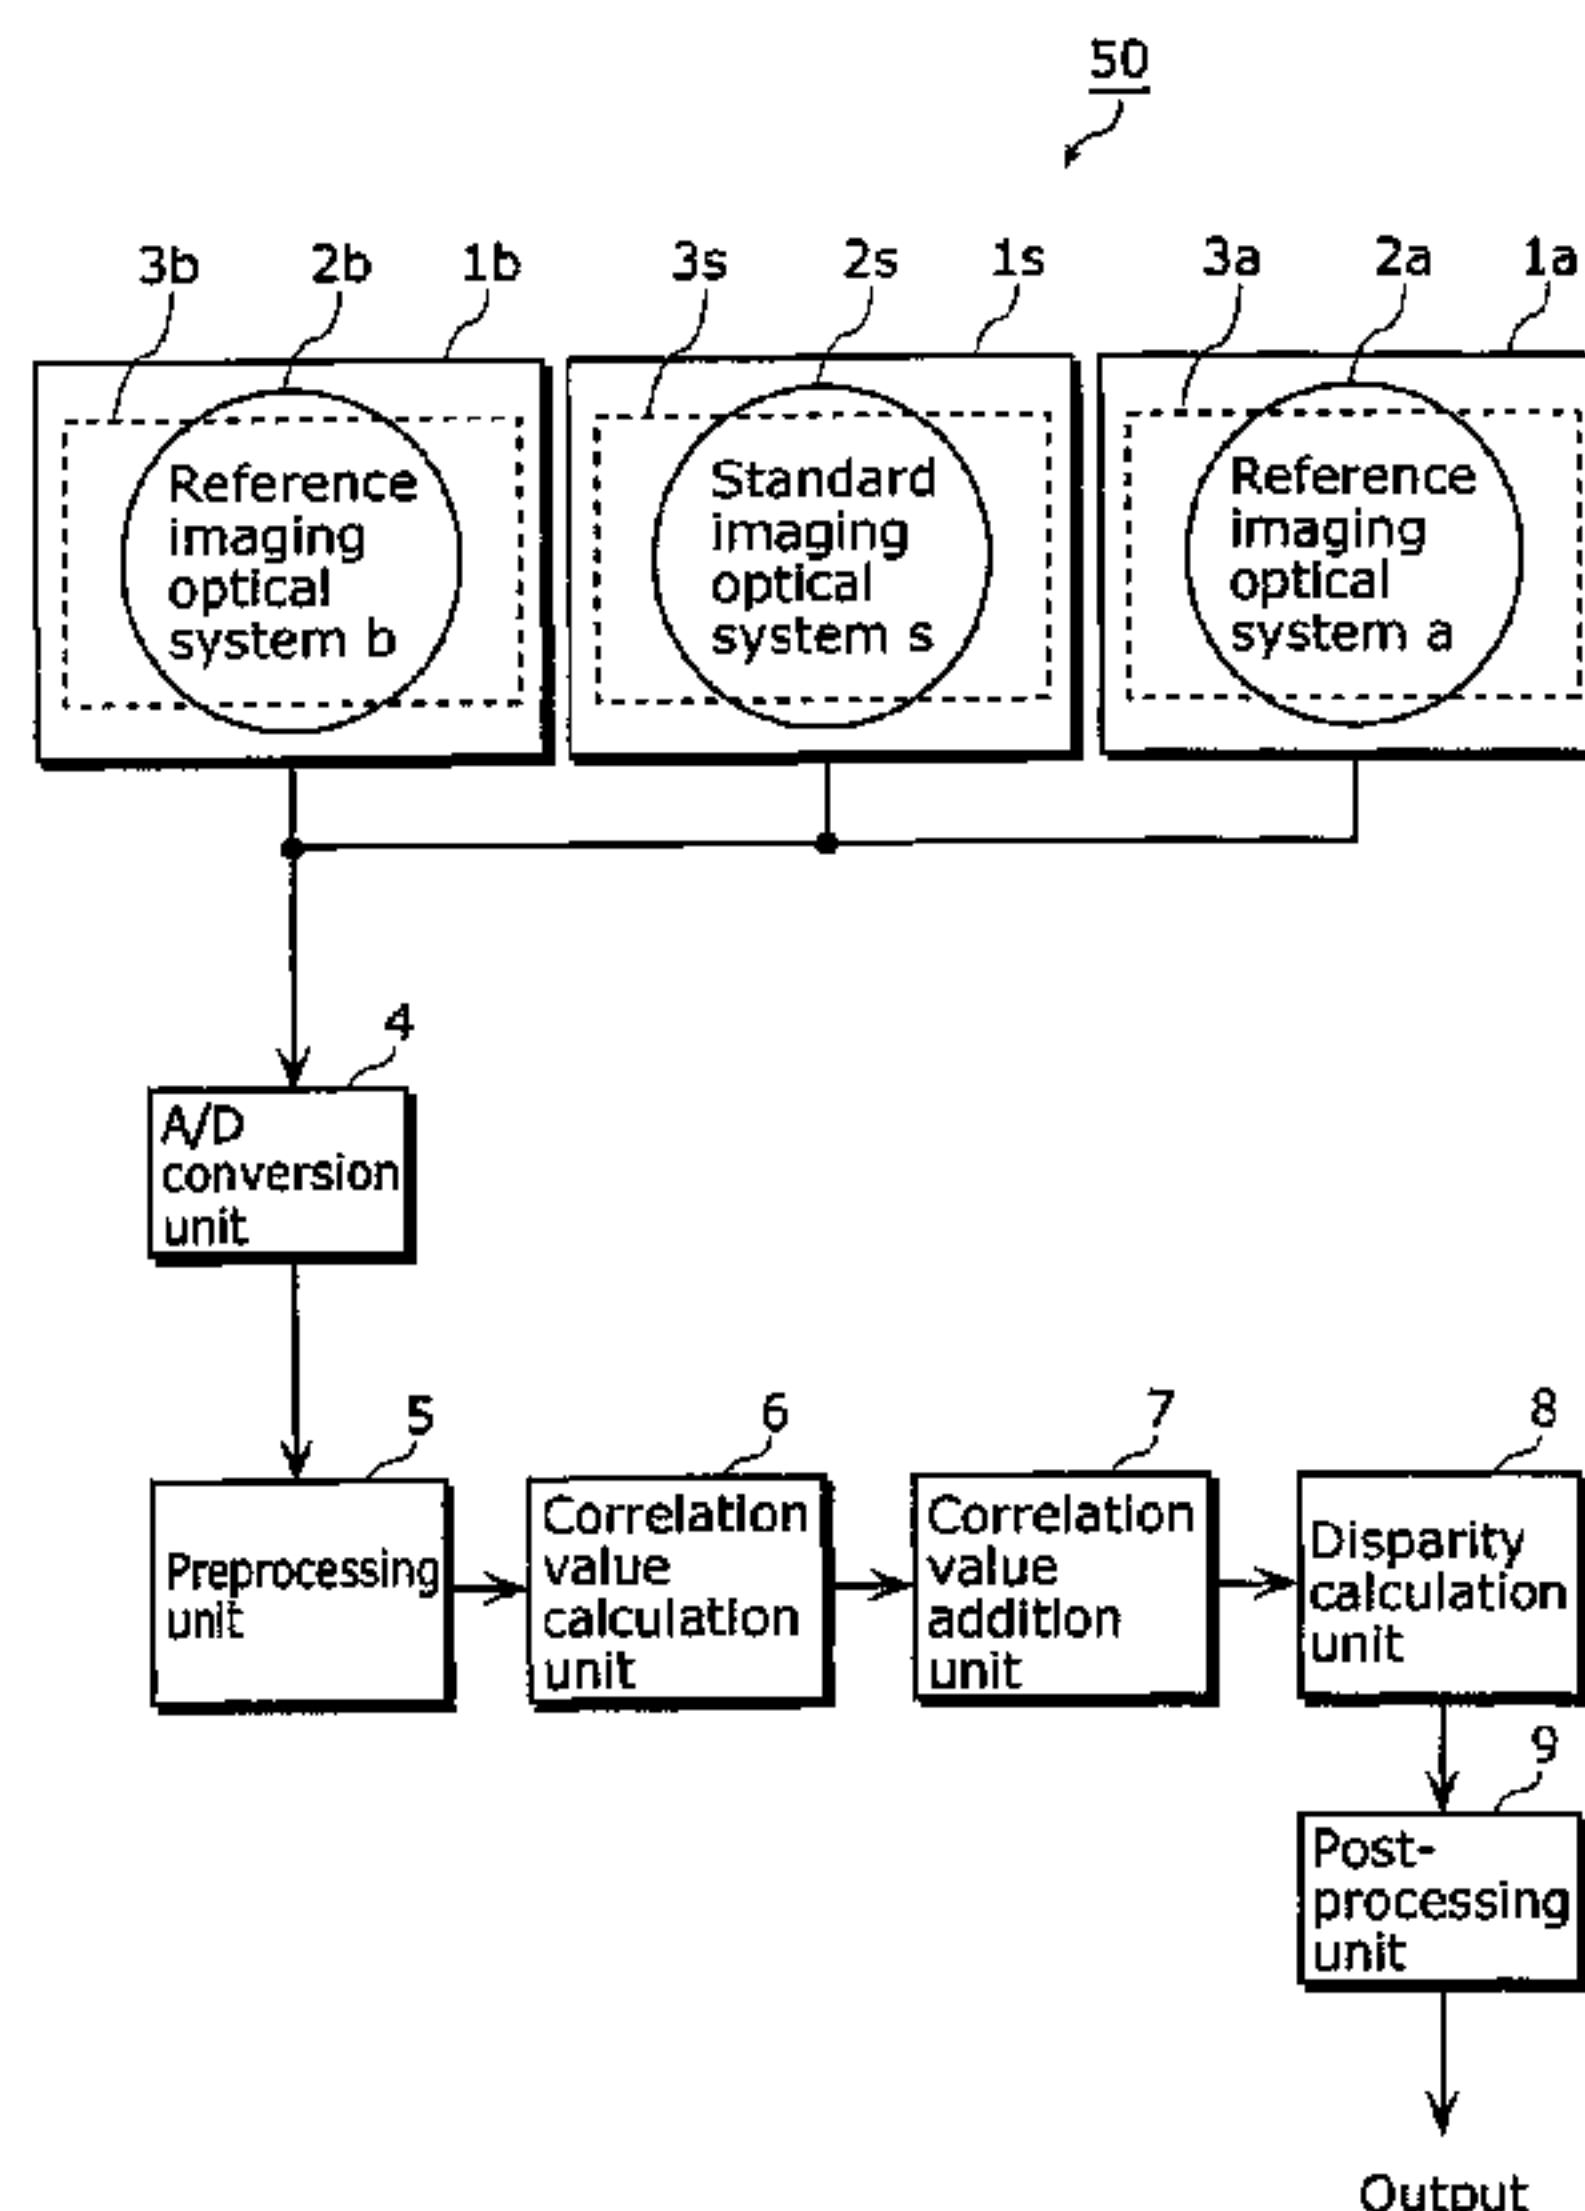 50
3b 2b 1b 3s 2s 1s 3a 2a 1a
Reference
imaging
optical
system b
Standard
imaging
optical
system s
Reference
imaging
optical
system a
4
A/D
conversion
unit
5
Preprocessing
unit
6
Correlation
value
calculation
unit
7
Correlation
value
addition
unit
8
Disparity
calculation
unit
9
Post-
processing
unit
Output